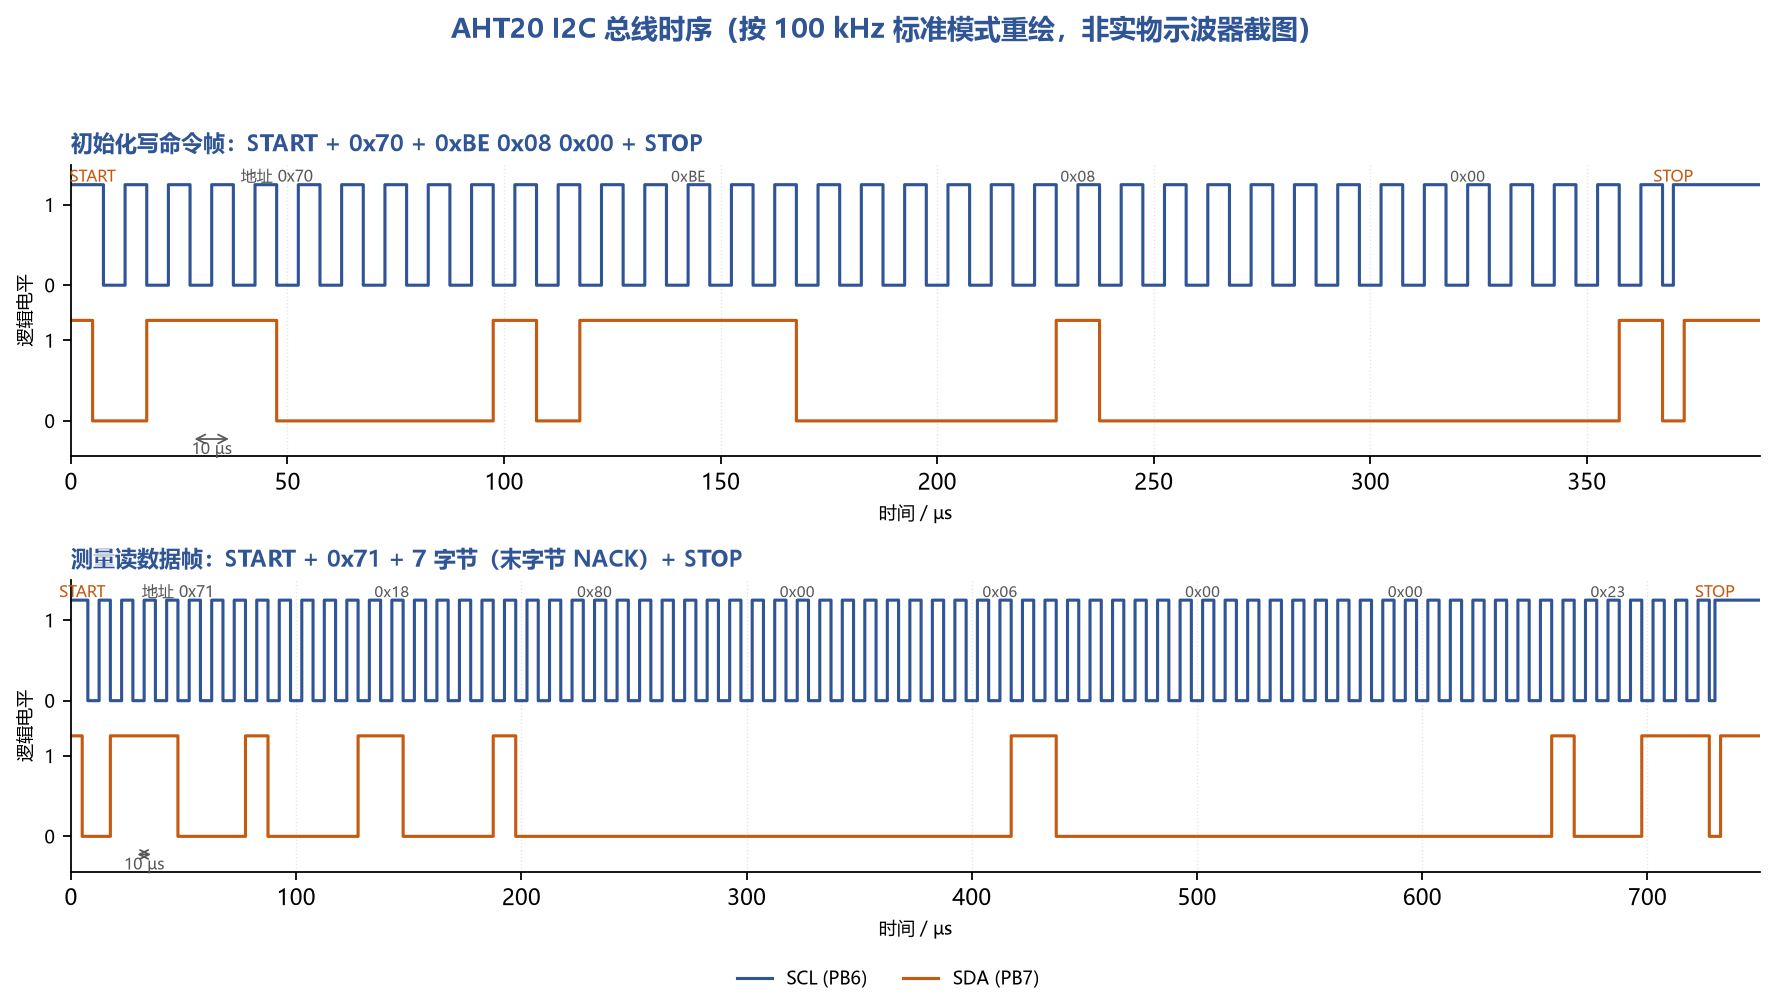 AHT20 I2C 总线时序（按 100 kHz 标准模式重绘，非实物示波器截图）
初始化写命令帧：START + 0x70 + 0xBE 0x08 0x00 + STOP
START 地址 0x70 0xBE 0x08 0x00 STOP
1
0
逻辑电平
1
0
10 μs
0 50 100 150 200 250 300 350
时间 / μs
测量读数据帧：START + 0x71 + 7 字节（末字节 NACK）+ STOP
START 地址 0x71 0x18 0x80 0x00 0x06 0x00 0x00 0x23 STOP
1
0
逻辑电平
1
0
10 μs
0 100 200 300 400 500 600 700
时间 / μs
SCL (PB6) SDA (PB7)